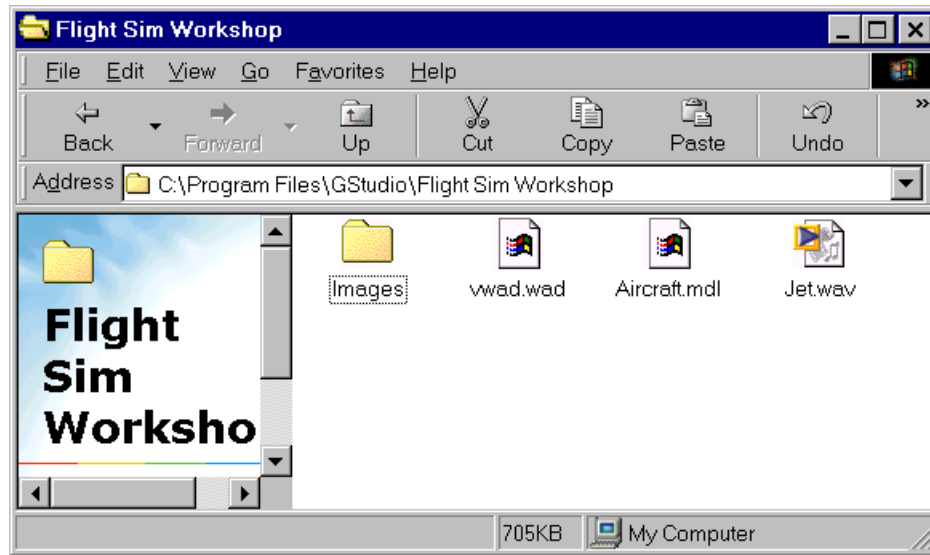 Flight Sim Workshop
File Edit View Go Favorites Help
Back Forward Up Cut Copy Paste Undo »
Address C:\Program Files\GStudio\Flight Sim Workshop
Images vwad.wad Aircraft.mdl Jet.wav
Flight
Sim
Worksho
705KB My Computer